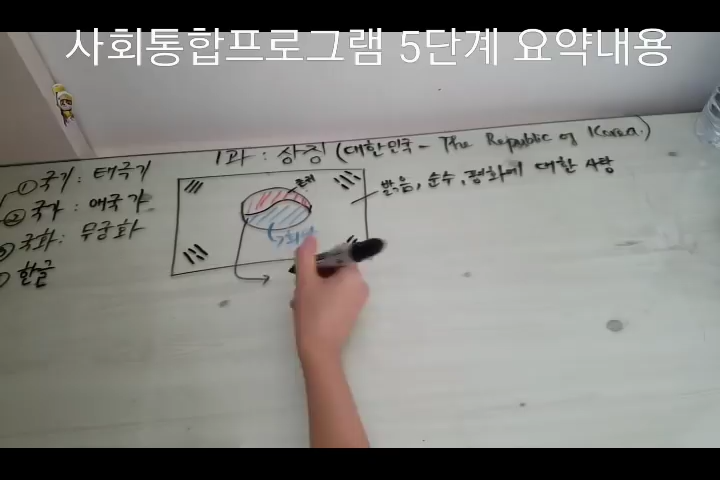 사회통합프로그램 5단계 요약내용
1과 : 상징 (대한민국 - The Republic of Korea.)
① 국기 : 태극기
② 국가 : 애국가
국화 : 무궁화
한글
밝음, 순수, 평화에 대한 사랑